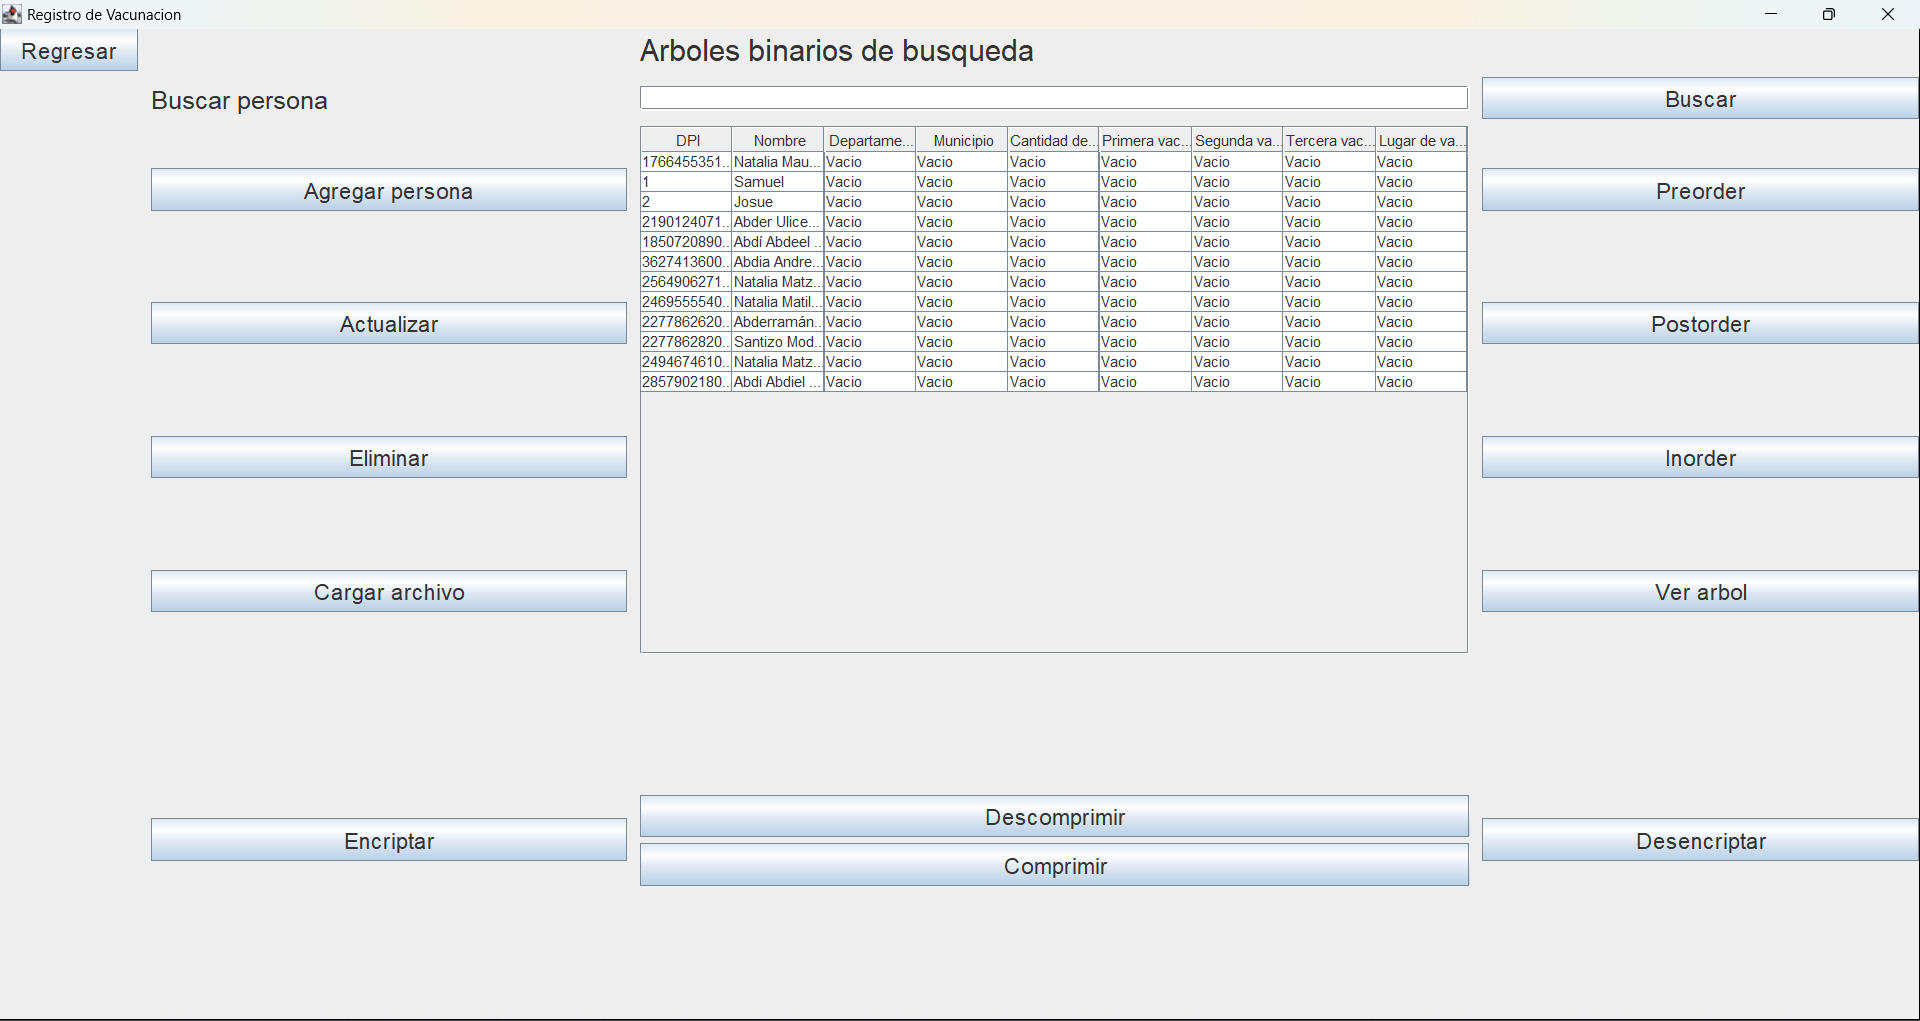 Registro de Vacunacion
Regresar
Arboles binarios de busqueda
Buscar persona
Buscar
DPI Nombre Departame... Municipio Cantidad de... Primera vac... Segunda va... Tercera vac... Lugar de va...
1766455351... Natalia Mau... Vacio Vacio Vacio Vacio Vacio Vacio Vacio
1 Samuel Vacio Vacio Vacio Vacio Vacio Vacio Vacio
2 Josue Vacio Vacio Vacio Vacio Vacio Vacio Vacio
2190124071... Abder Ulice... Vacio Vacio Vacio Vacio Vacio Vacio Vacio
1850720890... Abdí Abdeel ... Vacio Vacio Vacio Vacio Vacio Vacio Vacio
3627413600... Abdia Andre... Vacio Vacio Vacio Vacio Vacio Vacio Vacio
2564906271... Natalia Matz... Vacio Vacio Vacio Vacio Vacio Vacio Vacio
2469555540... Natalia Matil... Vacio Vacio Vacio Vacio Vacio Vacio Vacio
2277862620... Abderramán... Vacio Vacio Vacio Vacio Vacio Vacio Vacio
2277862820... Santizo Mod... Vacio Vacio Vacio Vacio Vacio Vacio Vacio
2494674610... Natalia Matz... Vacio Vacio Vacio Vacio Vacio Vacio Vacio
2857902180... Abdi Abdiel ... Vacio Vacio Vacio Vacio Vacio Vacio Vacio
Agregar persona
Preorder
Actualizar
Postorder
Eliminar
Inorder
Cargar archivo
Ver arbol
Descomprimir
Encriptar
Desencriptar
Comprimir